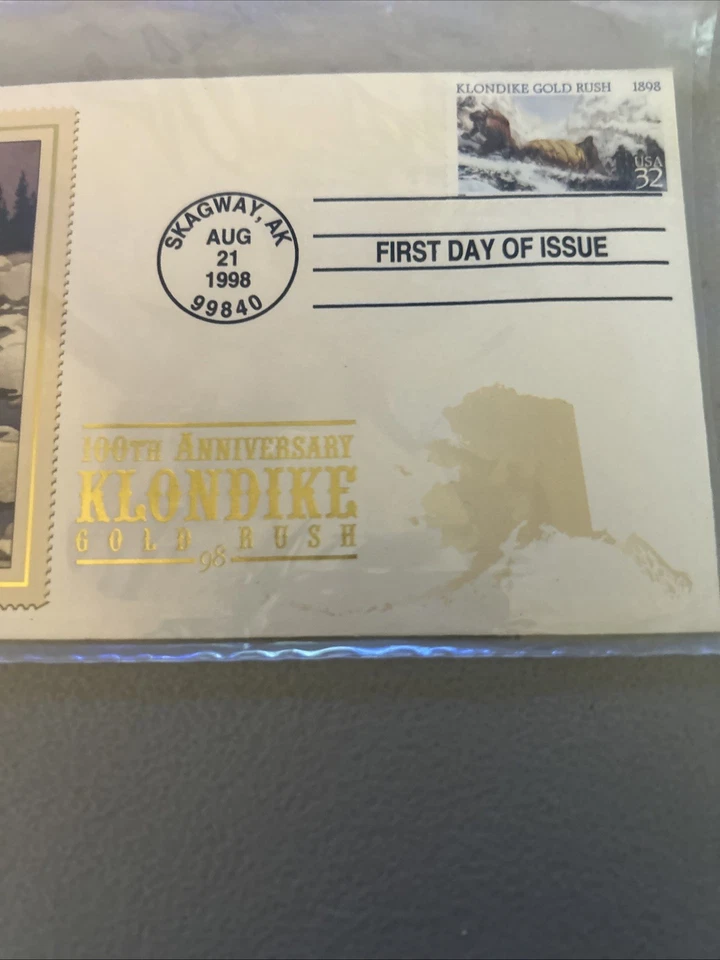 KLONDIKE GOLD RUSH 1898
USA
32
SKAGWAY, AK
AUG
21
1998
99840
FIRST DAY OF ISSUE
100TH ANNIVERSARY
KLONDIKE
GOLD RUSH
98